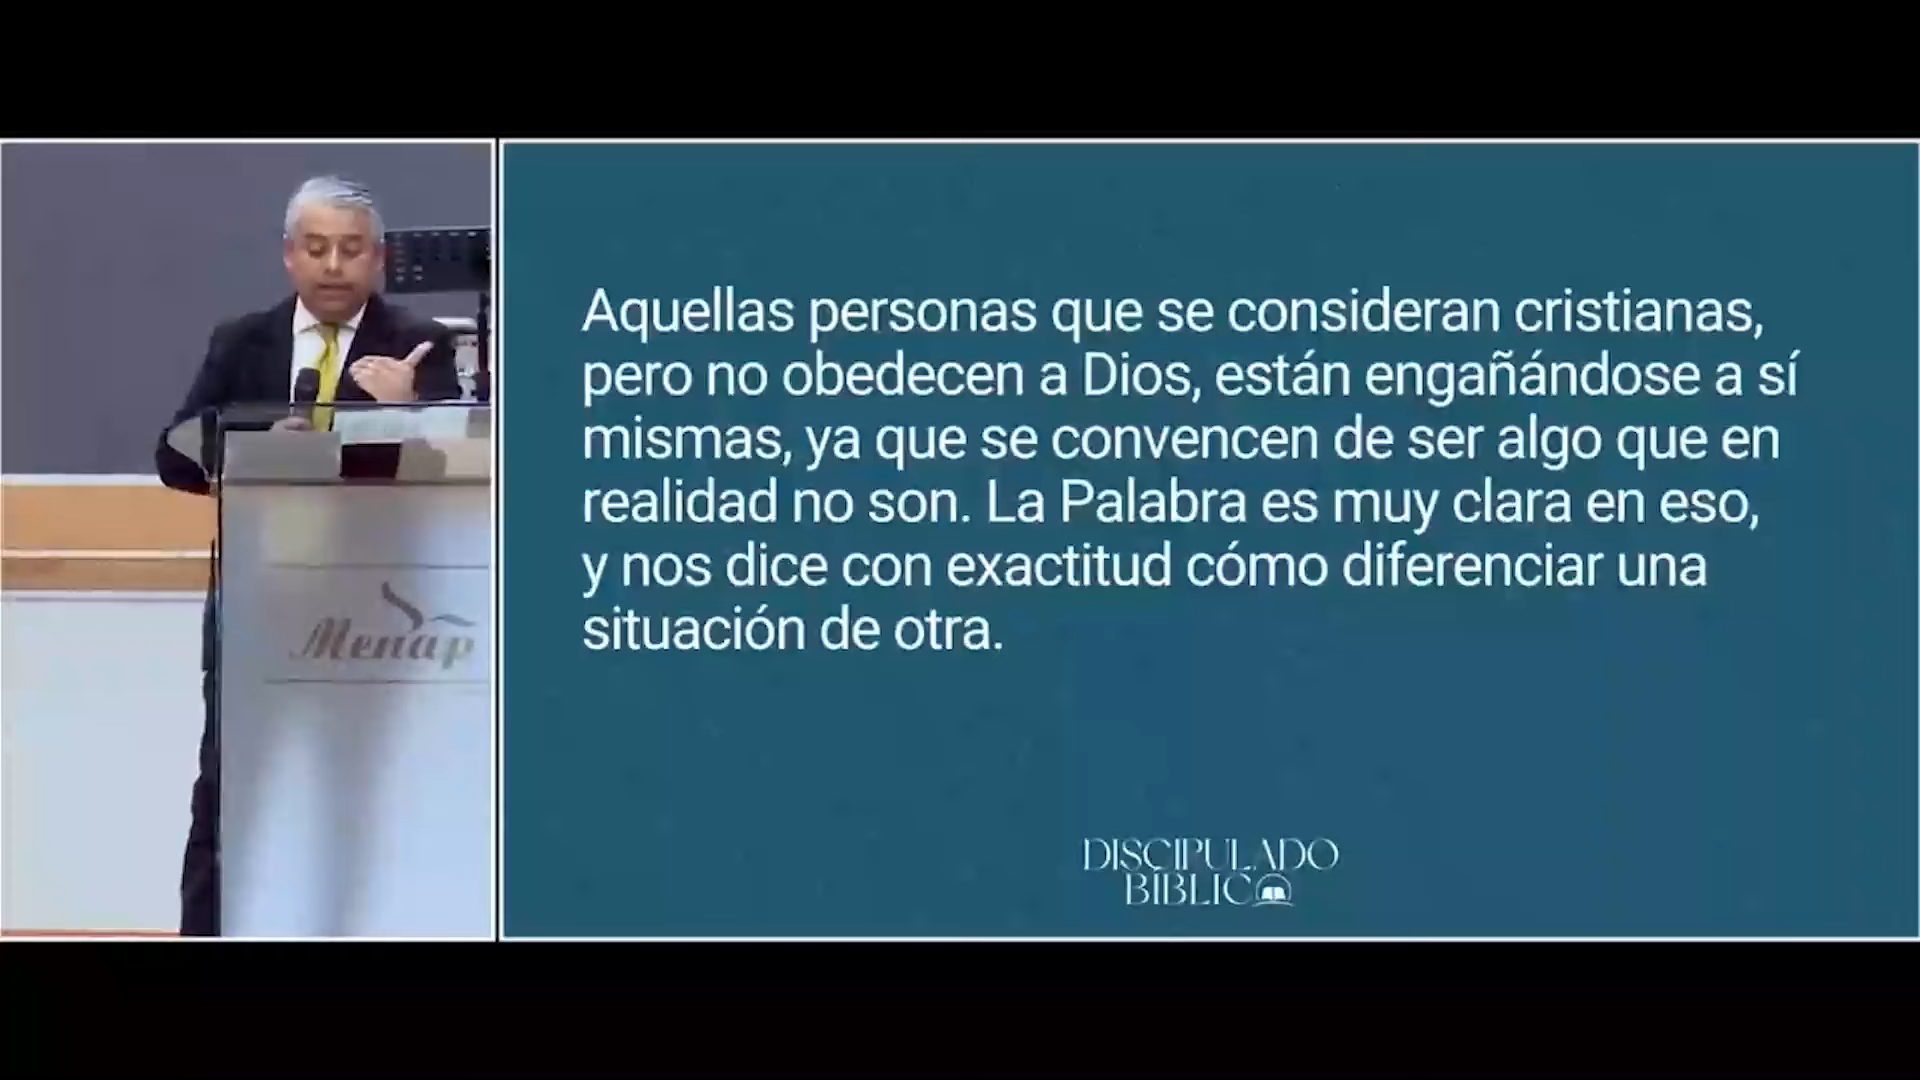 Aquellas personas que se consideran cristianas,
pero no obedecen a Dios, están engañándose a sí
mismas, ya que se convencen de ser algo que en
realidad no son. La Palabra es muy clara en eso,
y nos dice con exactitud cómo diferenciar una
situación de otra.
Menap
DISCIPULADO
BÍBLICO